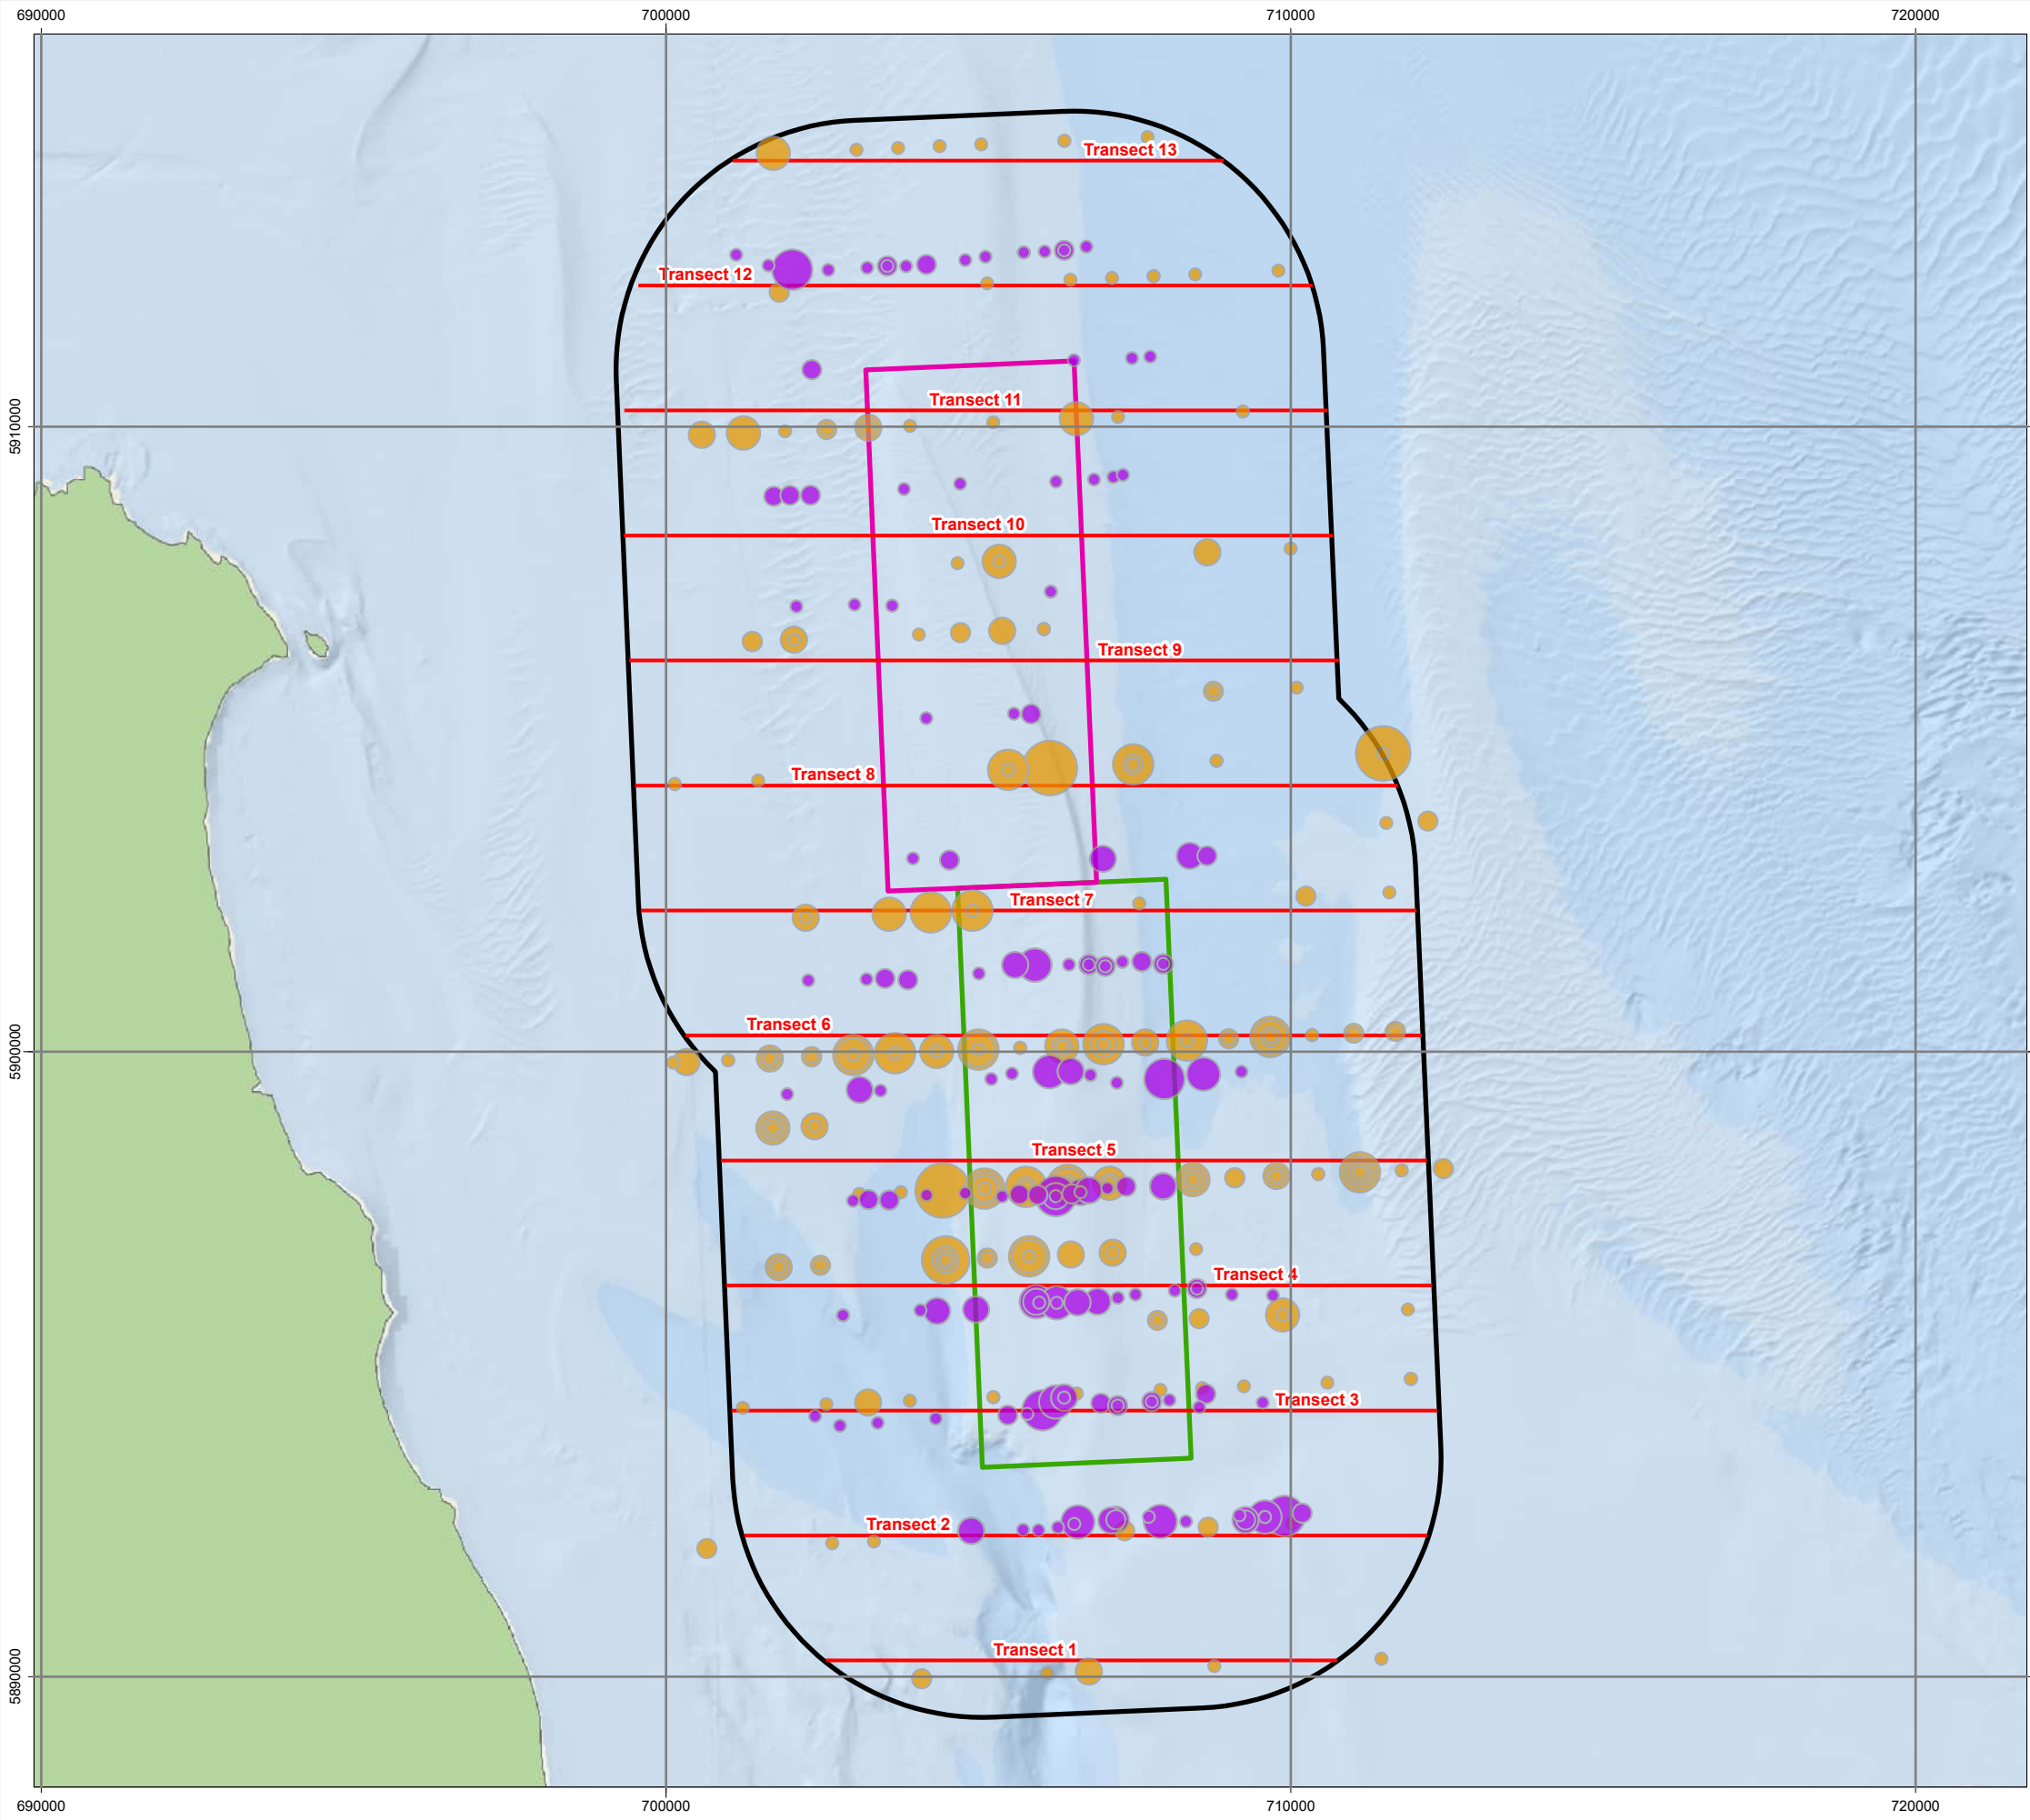 690000 700000 710000 720000
Transect 13
Transect 12
5910000
Transect 11
Transect 10
Transect 9
Transect 8
Transect 7
Transect 6
5900000
Transect 5
Transect 4
Transect 3
Transect 2
Transect 1
5890000
690000 700000 710000 720000